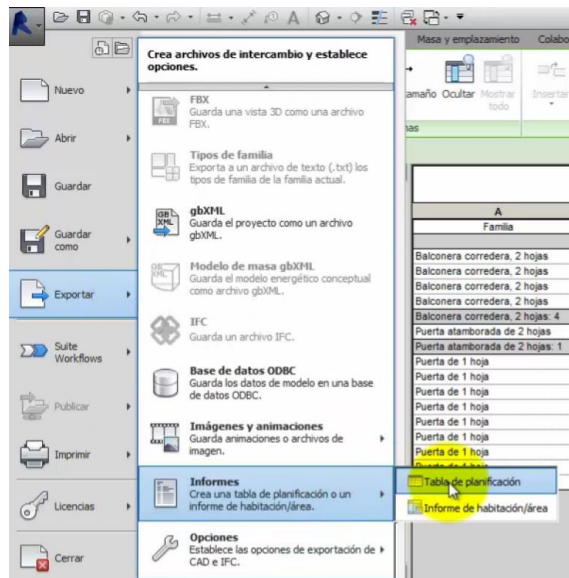 Masa y emplazamiento Colabo
Crea archivos de intercambio y establece
opciones.
Nuevo
Abrir
Guardar
Guardar
como
Exportar
Suite
Workflows
Publicar
Imprimir
Licencias
Cerrar
FBX
Guarda una vista 3D como una archivo
FBX.
Tipos de familia
Exporta a un archivo de texto (.txt) los
tipos de familia de la familia actual.
gbXML
Guarda el proyecto como un archivo
gbXML.
Modelo de masa gbXML
Guarda el modelo energético conceptual
como archivo gbXML.
IFC
Guarda un archivo IFC.
Base de datos ODBC
Guarda los datos de modelo en una base
de datos ODBC.
Imágenes y animaciones
Guarda animaciones o archivos de
imagen.
Informes
Crea una tabla de planificación o un
informe de habitación/área.
Opciones
Establece las opciones de exportación de
CAD e IFC.
Tabla de planificación
Informe de habitación/área
amaño Ocultar Mostrar Insertar
todo
nas
A
Familia
Balconera corredera, 2 hojas
Balconera corredera, 2 hojas
Balconera corredera, 2 hojas
Balconera corredera, 2 hojas
Balconera corredera, 2 hojas: 4
Puerta atamborada de 2 hojas
Puerta atamborada de 2 hojas: 1
Puerta de 1 hoja
Puerta de 1 hoja
Puerta de 1 hoja
Puerta de 1 hoja
Puerta de 1 hoja
Puerta de 1 hoja
Puerta de 1 hoja